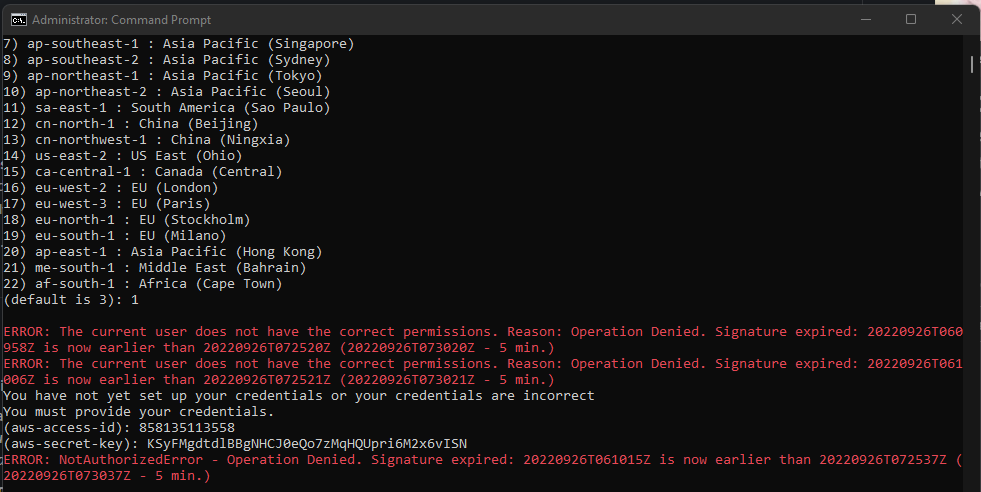 Administrator: Command Prompt
7) ap-southeast-1 : Asia Pacific (Singapore)
8) ap-southeast-2 : Asia Pacific (Sydney)
9) ap-northeast-1 : Asia Pacific (Tokyo)
10) ap-northeast-2 : Asia Pacific (Seoul)
11) sa-east-1 : South America (Sao Paulo)
12) cn-north-1 : China (Beijing)
13) cn-northwest-1 : China (Ningxia)
14) us-east-2 : US East (Ohio)
15) ca-central-1 : Canada (Central)
16) eu-west-2 : EU (London)
17) eu-west-3 : EU (Paris)
18) eu-north-1 : EU (Stockholm)
19) eu-south-1 : EU (Milano)
20) ap-east-1 : Asia Pacific (Hong Kong)
21) me-south-1 : Middle East (Bahrain)
22) af-south-1 : Africa (Cape Town)
(default is 3): 1
ERROR: The current user does not have the correct permissions. Reason: Operation Denied. Signature expired: 20220926T060
958Z is now earlier than 20220926T072520Z (20220926T073020Z - 5 min.)
ERROR: The current user does not have the correct permissions. Reason: Operation Denied. Signature expired: 20220926T061
006Z is now earlier than 20220926T072521Z (20220926T073021Z - 5 min.)
You have not yet set up your credentials or your credentials are incorrect
You must provide your credentials.
(aws-access-id): 858135113558
(aws-secret-key): KSyFMgdtdlBBgNHCJ0eQo7zMqHQUpri6M2x6vISN
ERROR: NotAuthorizedError - Operation Denied. Signature expired: 20220926T061015Z is now earlier than 20220926T072537Z (
20220926T073037Z - 5 min.)